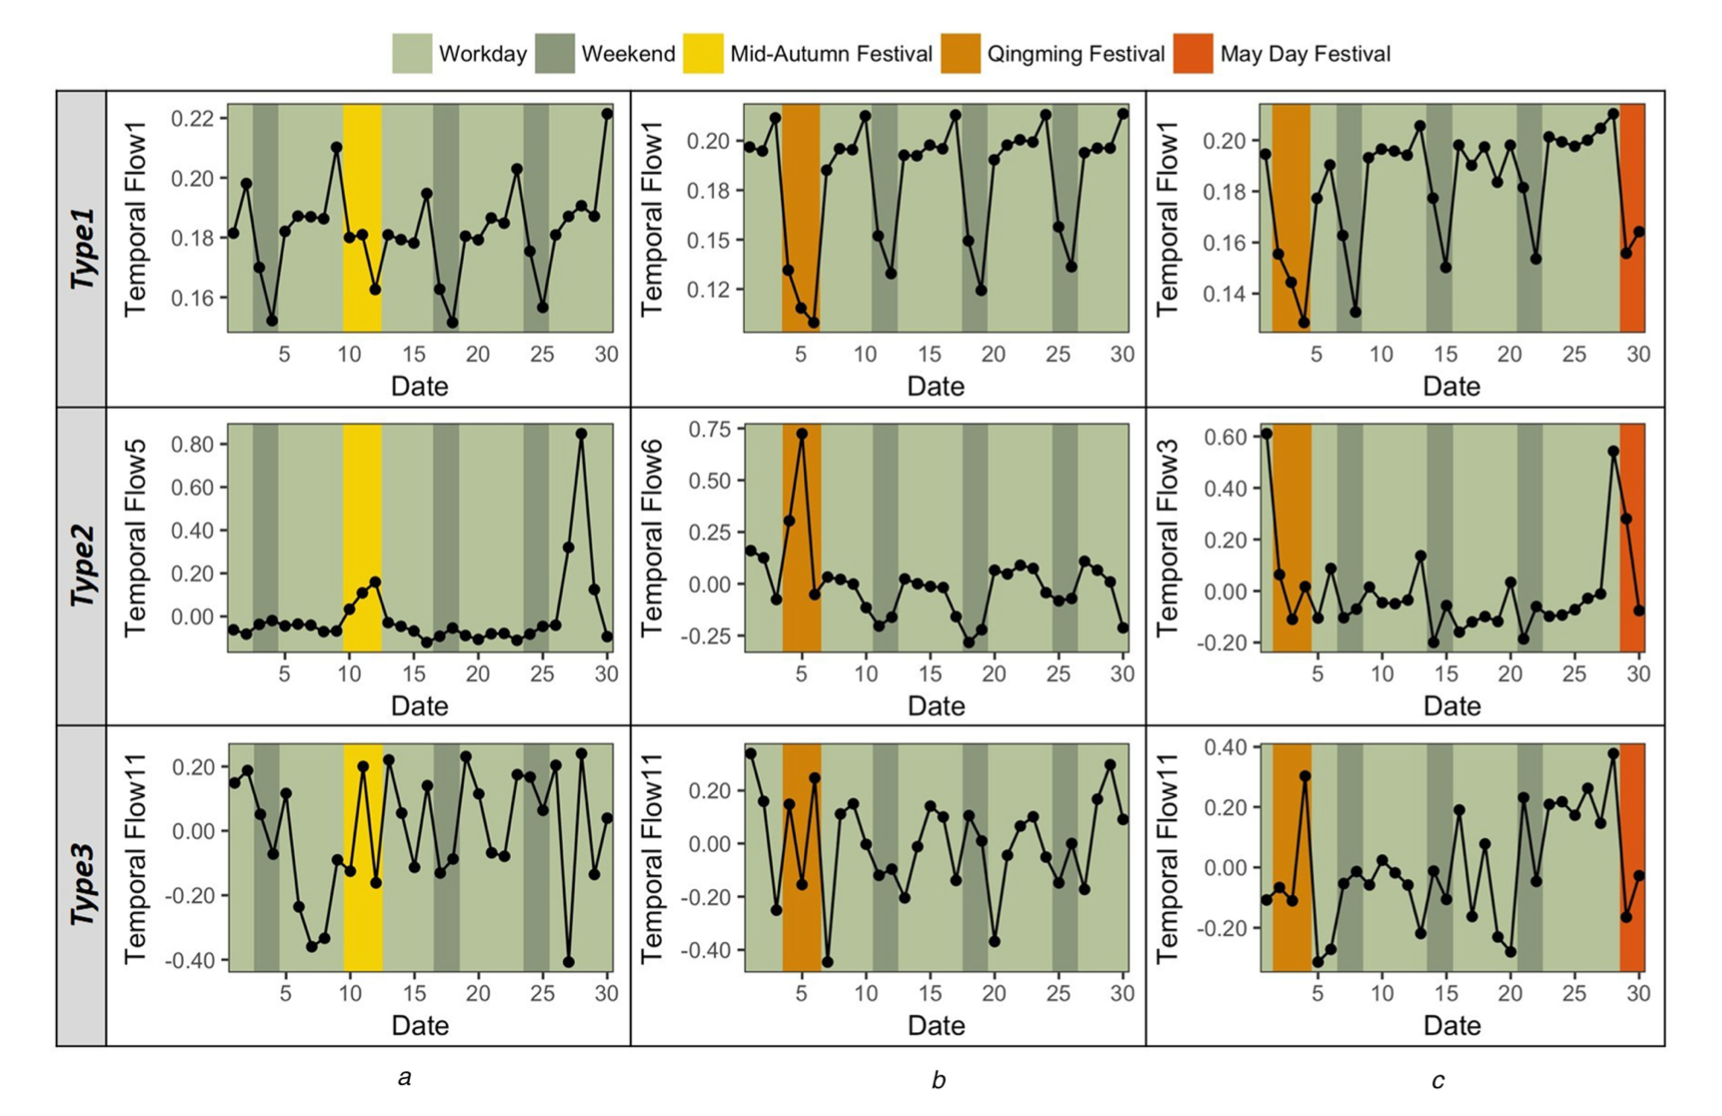 Workday Weekend Mid-Autumn Festival Qingming Festival May Day Festival
Type1
Temporal Flow1
0.22
0.20
0.18
0.16
5 10 15 20 25 30
Date
Temporal Flow1
0.20
0.18
0.15
0.12
5 10 15 20 25 30
Date
Temporal Flow1
0.20
0.18
0.16
0.14
5 10 15 20 25 30
Date
Type2
Temporal Flow5
0.80
0.60
0.40
0.20
0.00
5 10 15 20 25 30
Date
Temporal Flow6
0.75
0.50
0.25
0.00
-0.25
5 10 15 20 25 30
Date
Temporal Flow3
0.60
0.40
0.20
0.00
-0.20
5 10 15 20 25 30
Date
Type3
Temporal Flow11
0.20
0.00
-0.20
-0.40
5 10 15 20 25 30
Date
Temporal Flow11
0.20
0.00
-0.20
-0.40
5 10 15 20 25 30
Date
Temporal Flow11
0.40
0.20
0.00
-0.20
5 10 15 20 25 30
Date
a b c